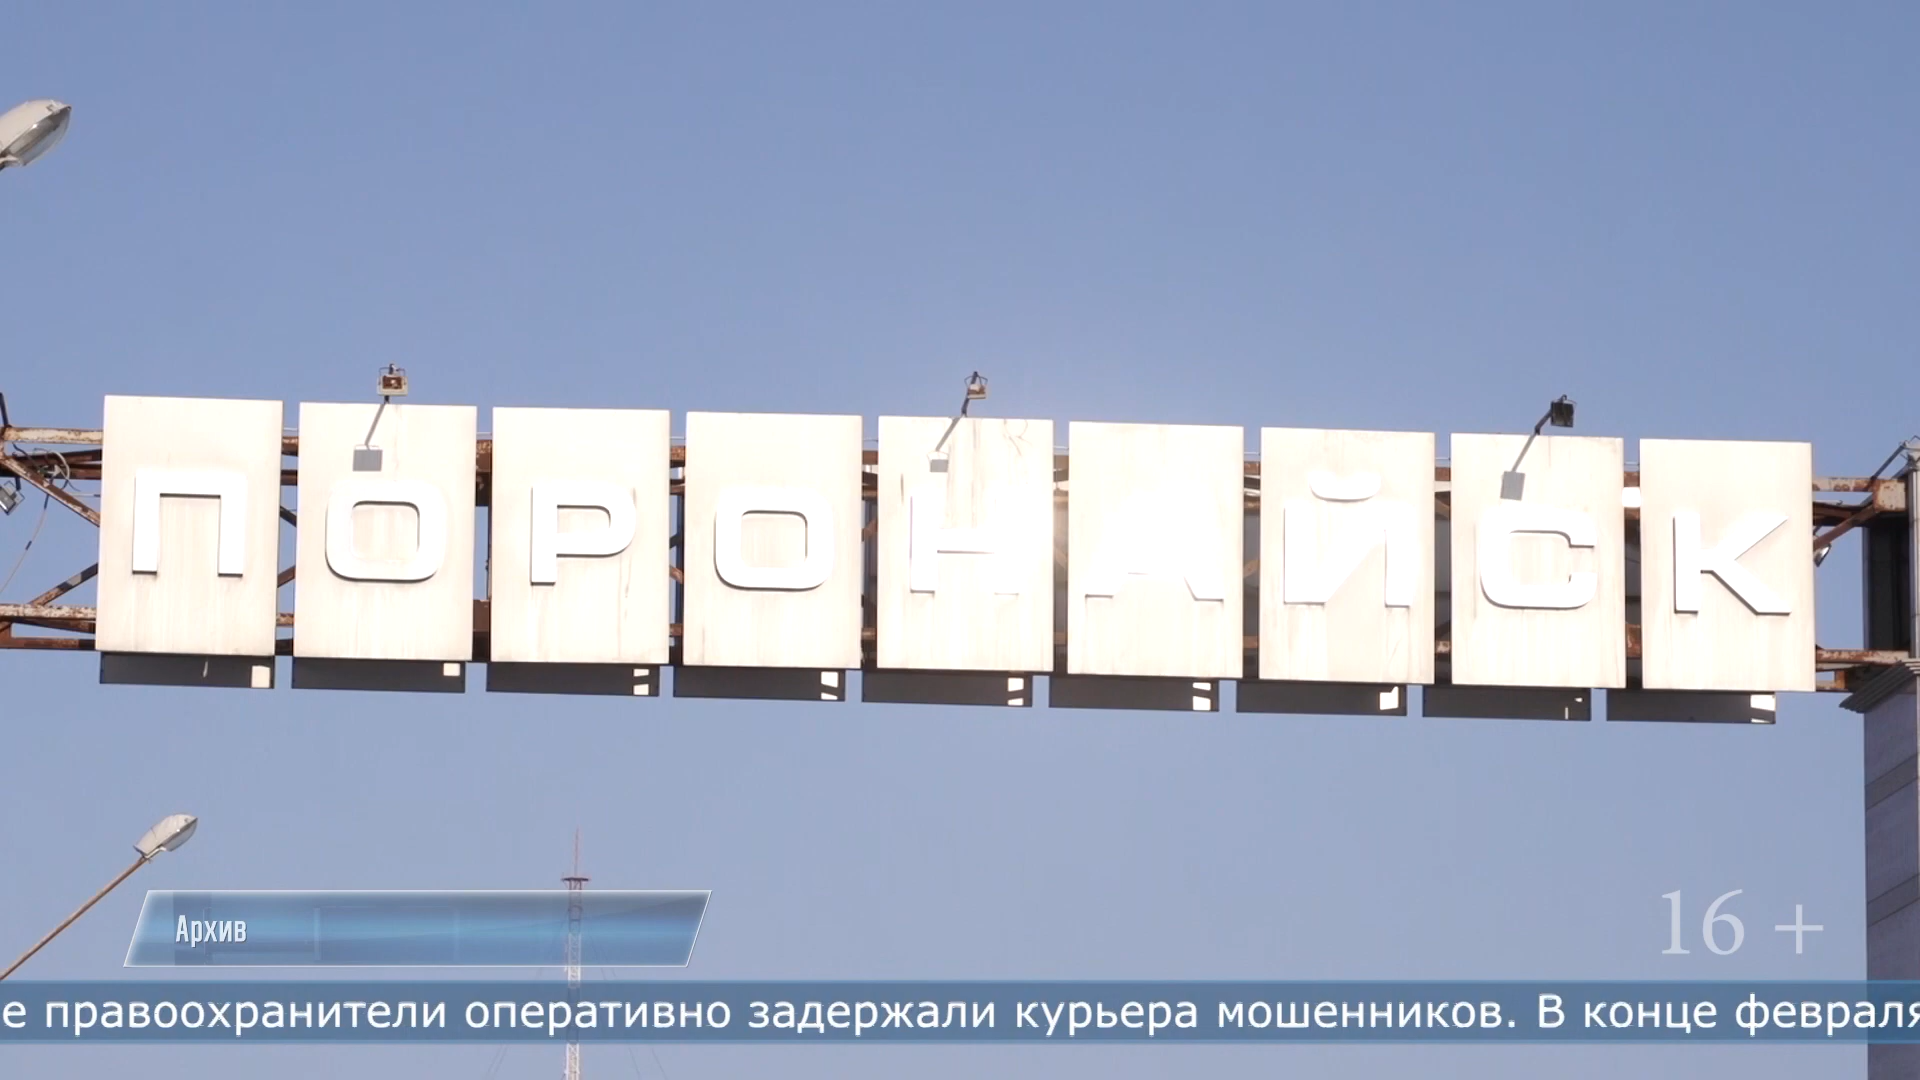 ПОРОНАЙСК
Архив
16 +
е правоохранители оперативно задержали курьера мошенников. В конце февраля